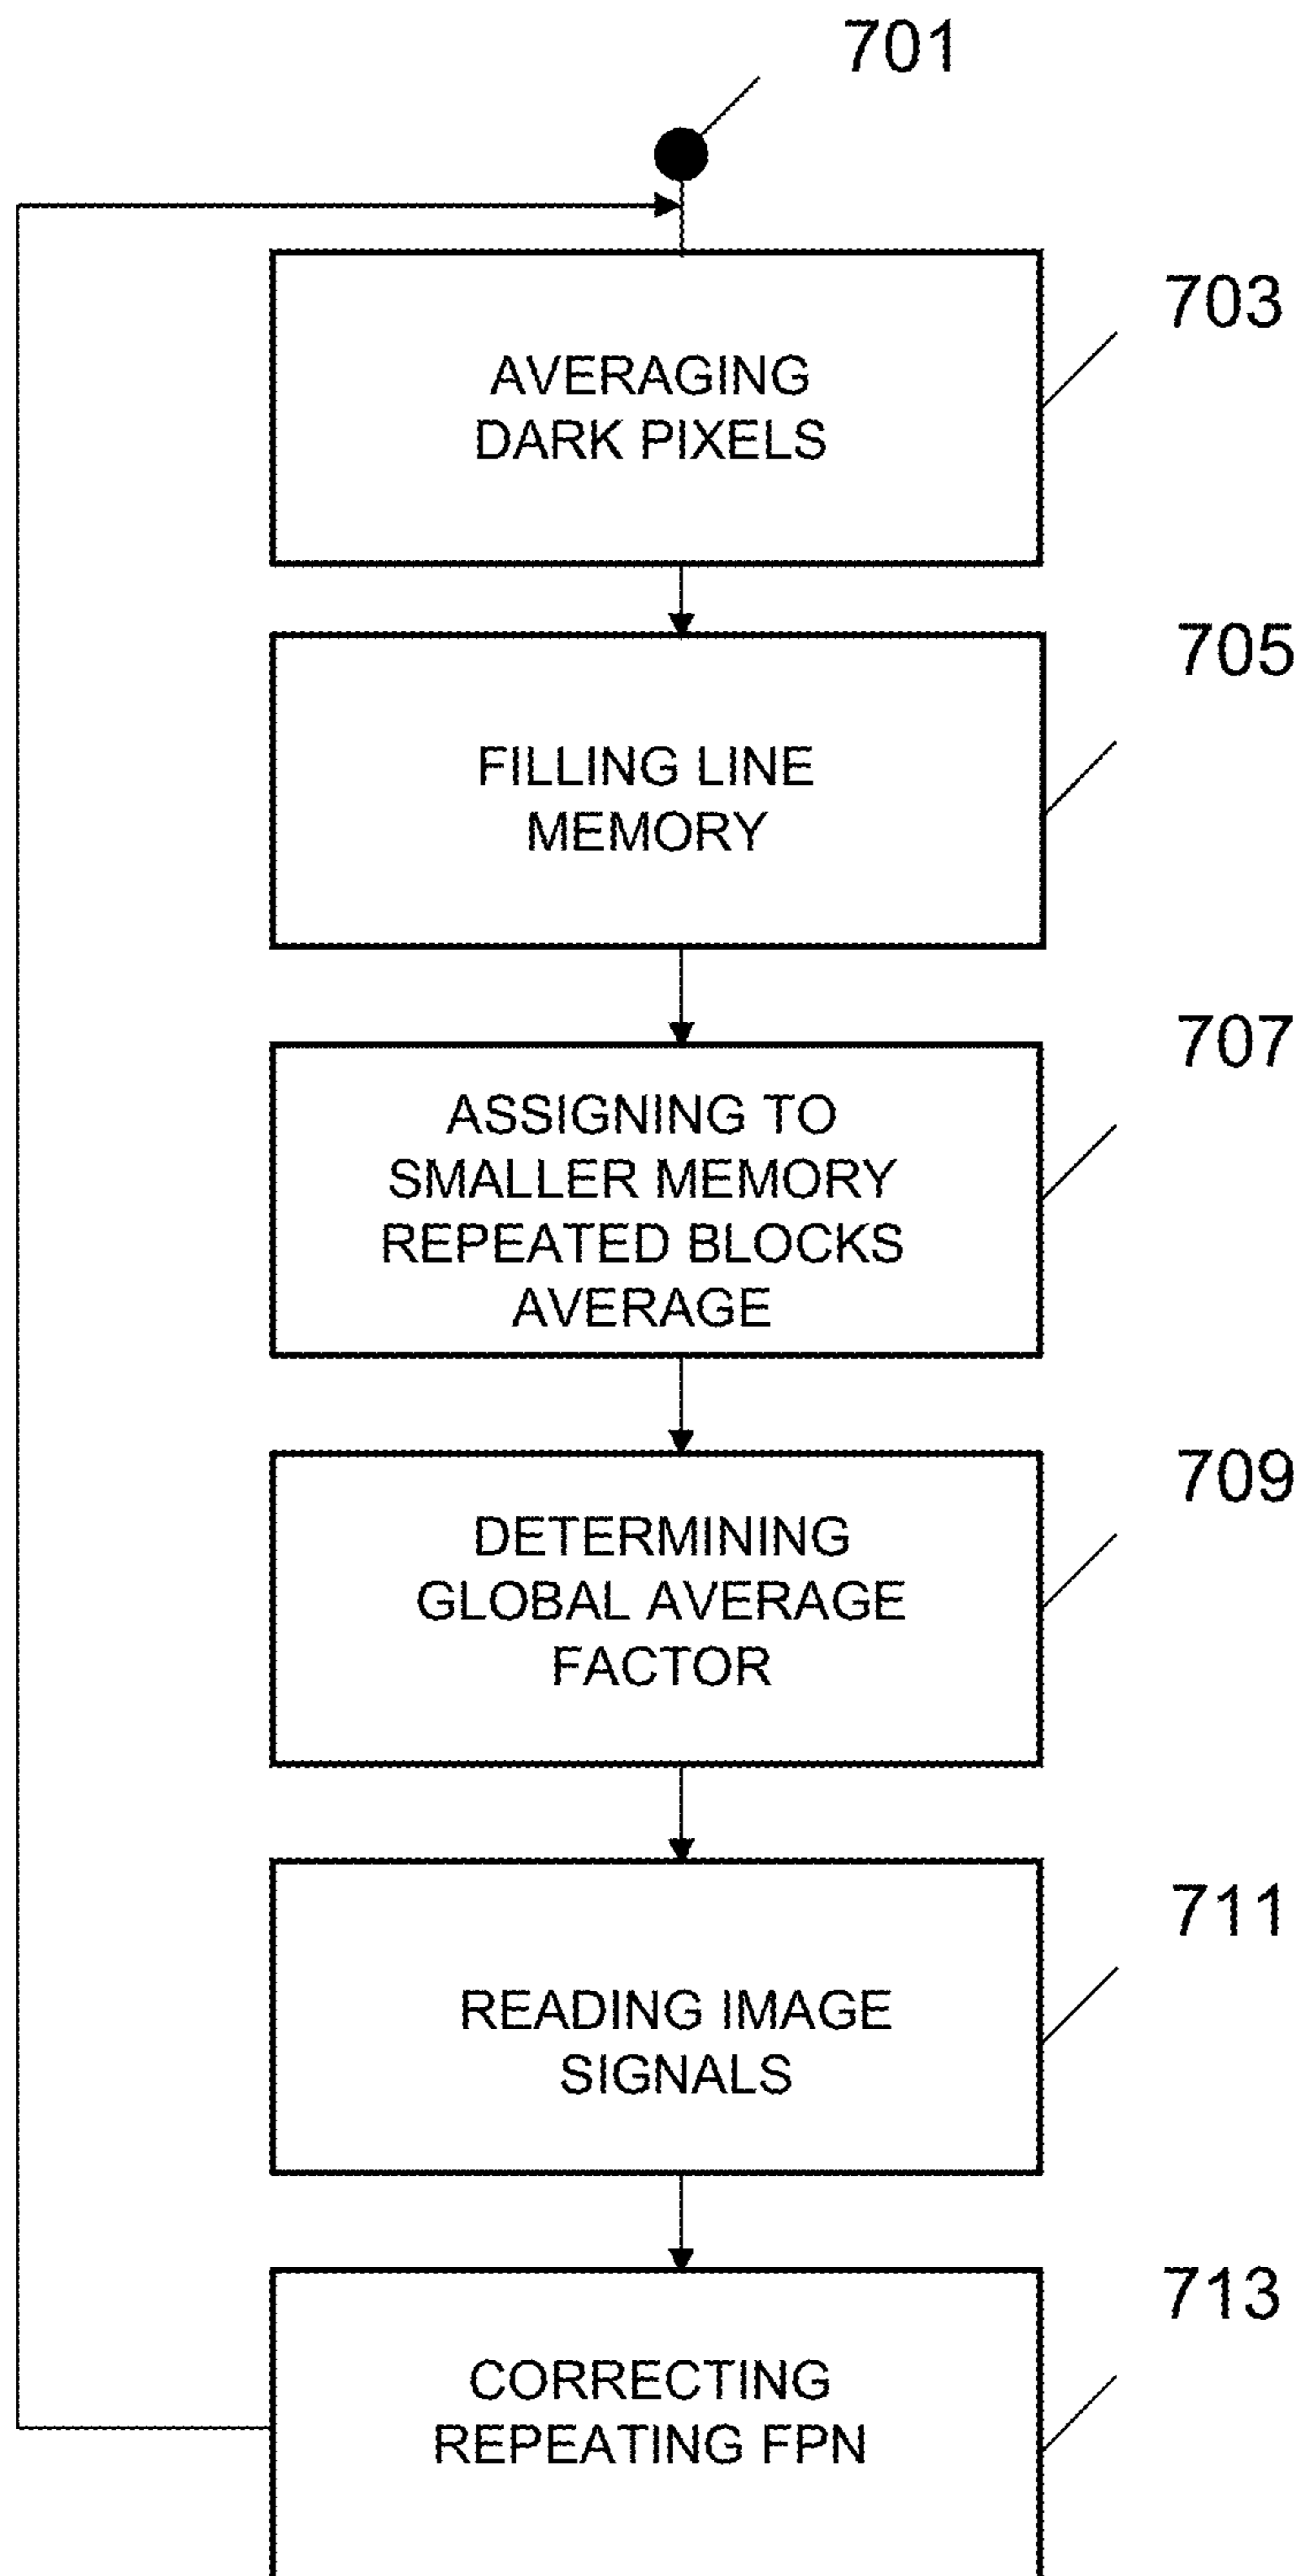 701
703
AVERAGING
DARK PIXELS
705
FILLING LINE
MEMORY
707
ASSIGNING TO
SMALLER MEMORY
REPEATED BLOCKS
AVERAGE
709
DETERMINING
GLOBAL AVERAGE
FACTOR
711
READING IMAGE
SIGNALS
713
CORRECTING
REPEATING FPN